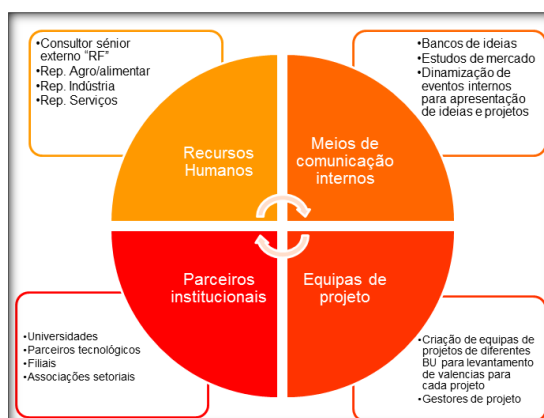 •Consultor sénior
externo "RF"
•Rep. Agro/alimentar
•Rep. Indústria
•Rep. Serviços
•Bancos de ideias
•Estudos de mercado
•Dinamização de
eventos internos
para apresentação
de ideias e projetos
Recursos
Humanos
Meios de
comunicação
internos
Parceiros
institucionais
Equipas de
projeto
•Universidades
•Parceiros tecnológicos
•Filiais
•Associações setoriais
•Criação de equipas de
projetos de diferentes
BU para levantamento
de valencias para
cada projeto
•Gestores de projeto